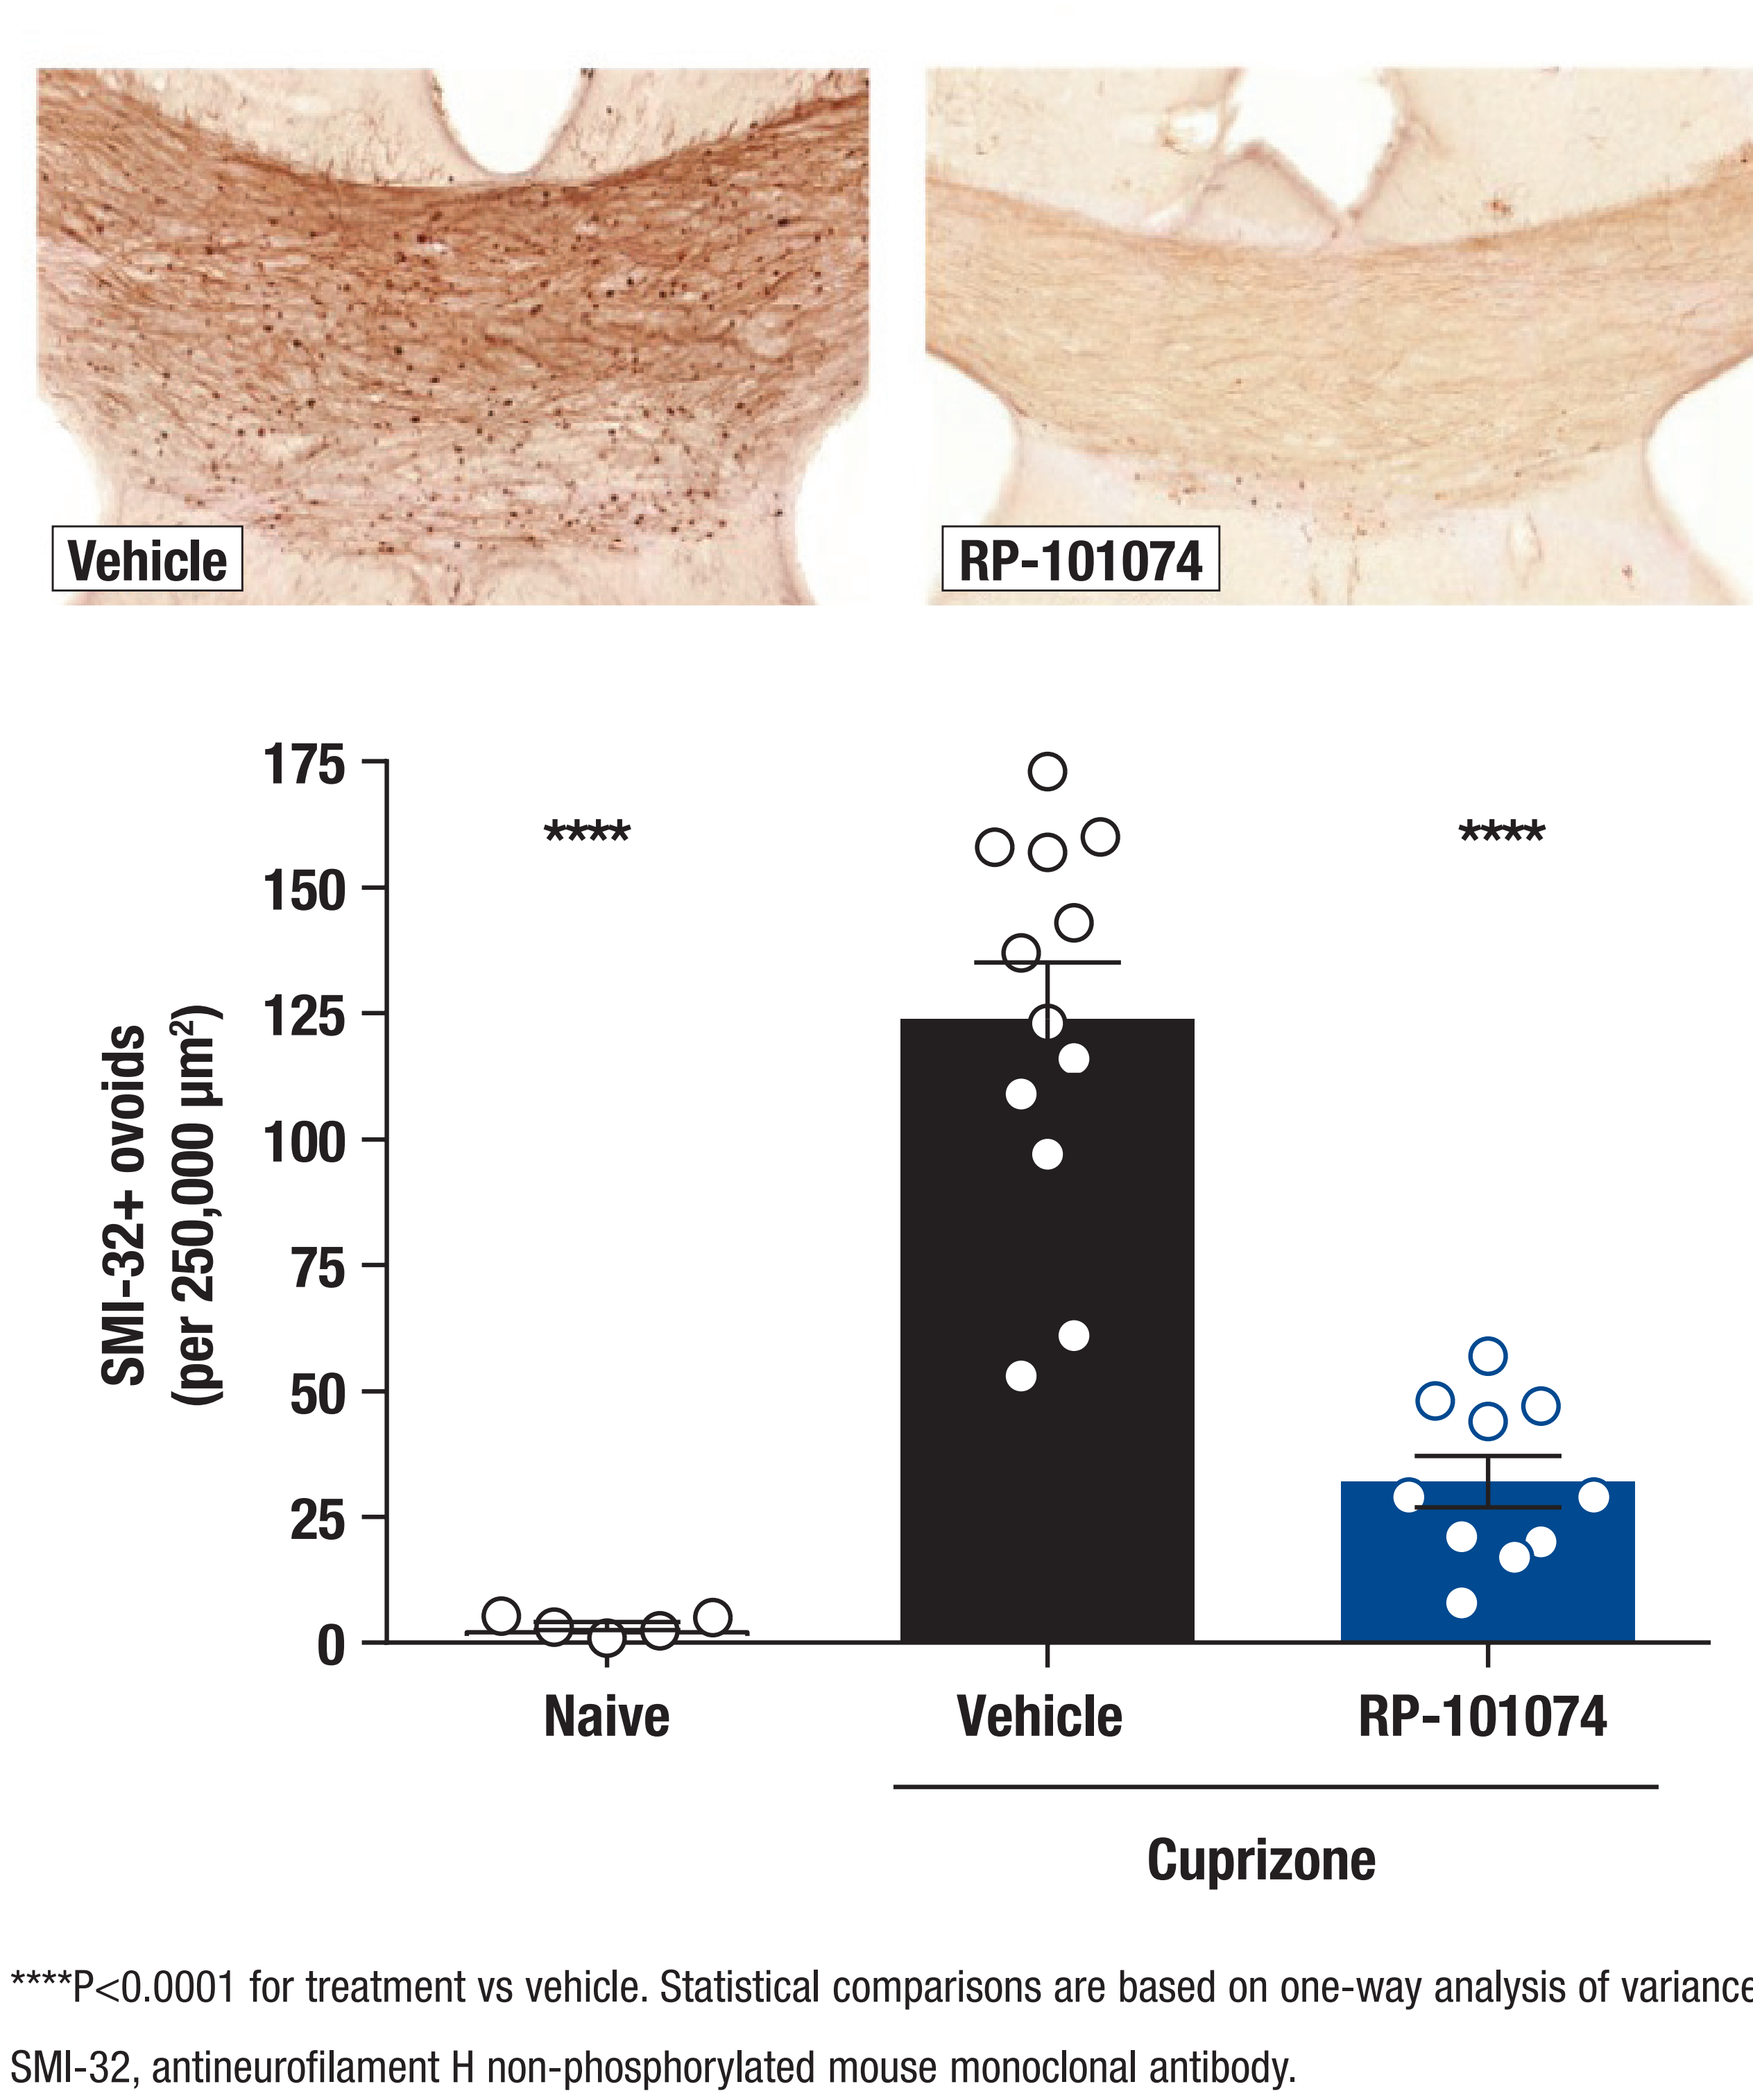 Vehicle
RP-101074
175
150
125
100
75
50
25
0
SMI-32+ ovoids
(per 250,000 µm²)
****
****
Naive
Vehicle
RP-101074
Cuprizone
****P<0.0001 for treatment vs vehicle. Statistical comparisons are based on one-way analysis of variance
SMI-32, antineurofilament H non-phosphorylated mouse monoclonal antibody.